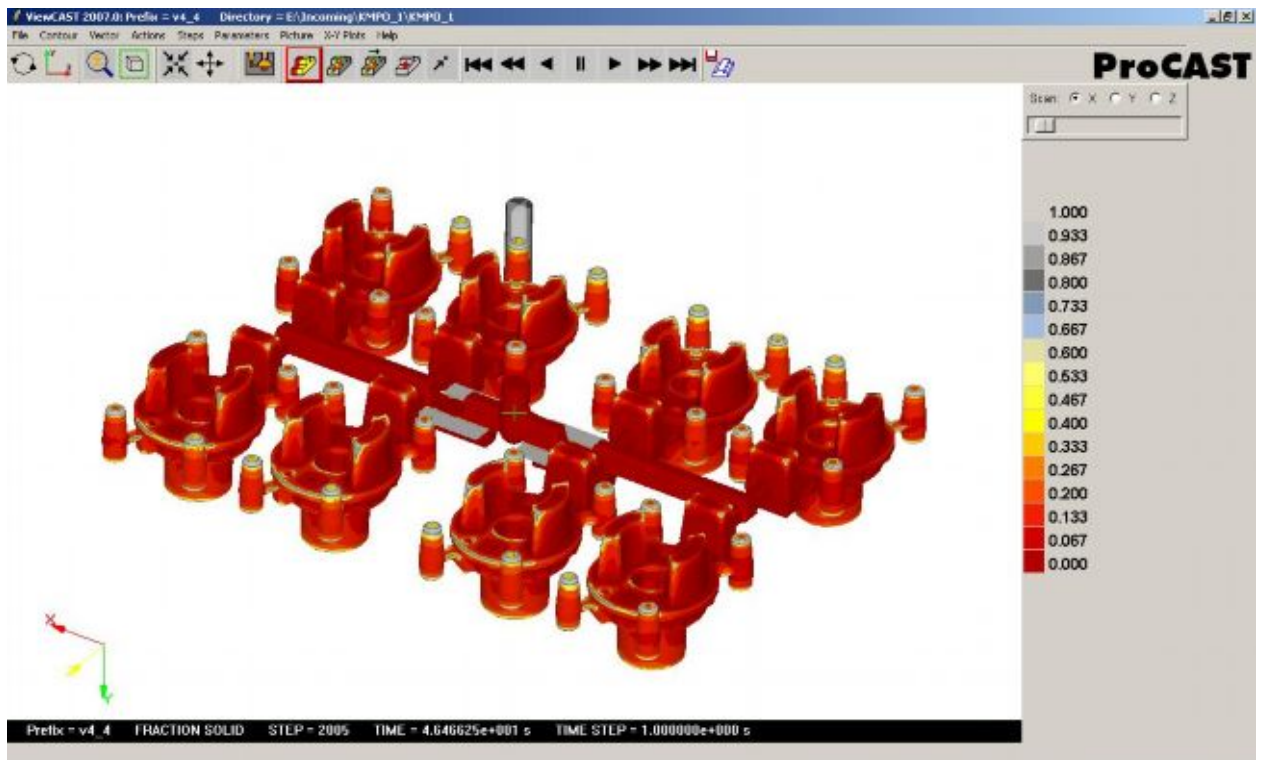 ViewCAST 2007.0: Prefix = v4_4 Directory = E:\Incoming\KMPO_1\KMPO_1
File Contour Vector Actions Steps Parameters Picture X-Y Plots Help
ProCAST
Scan: X Y Z
1.000
0.933
0.867
0.800
0.733
0.667
0.600
0.533
0.467
0.400
0.333
0.267
0.200
0.133
0.067
0.000
X
Y
Prefix = v4_4 FRACTION SOLID STEP = 2005 TIME = 4.646625e+001 s TIME STEP = 1.000000e+000 s